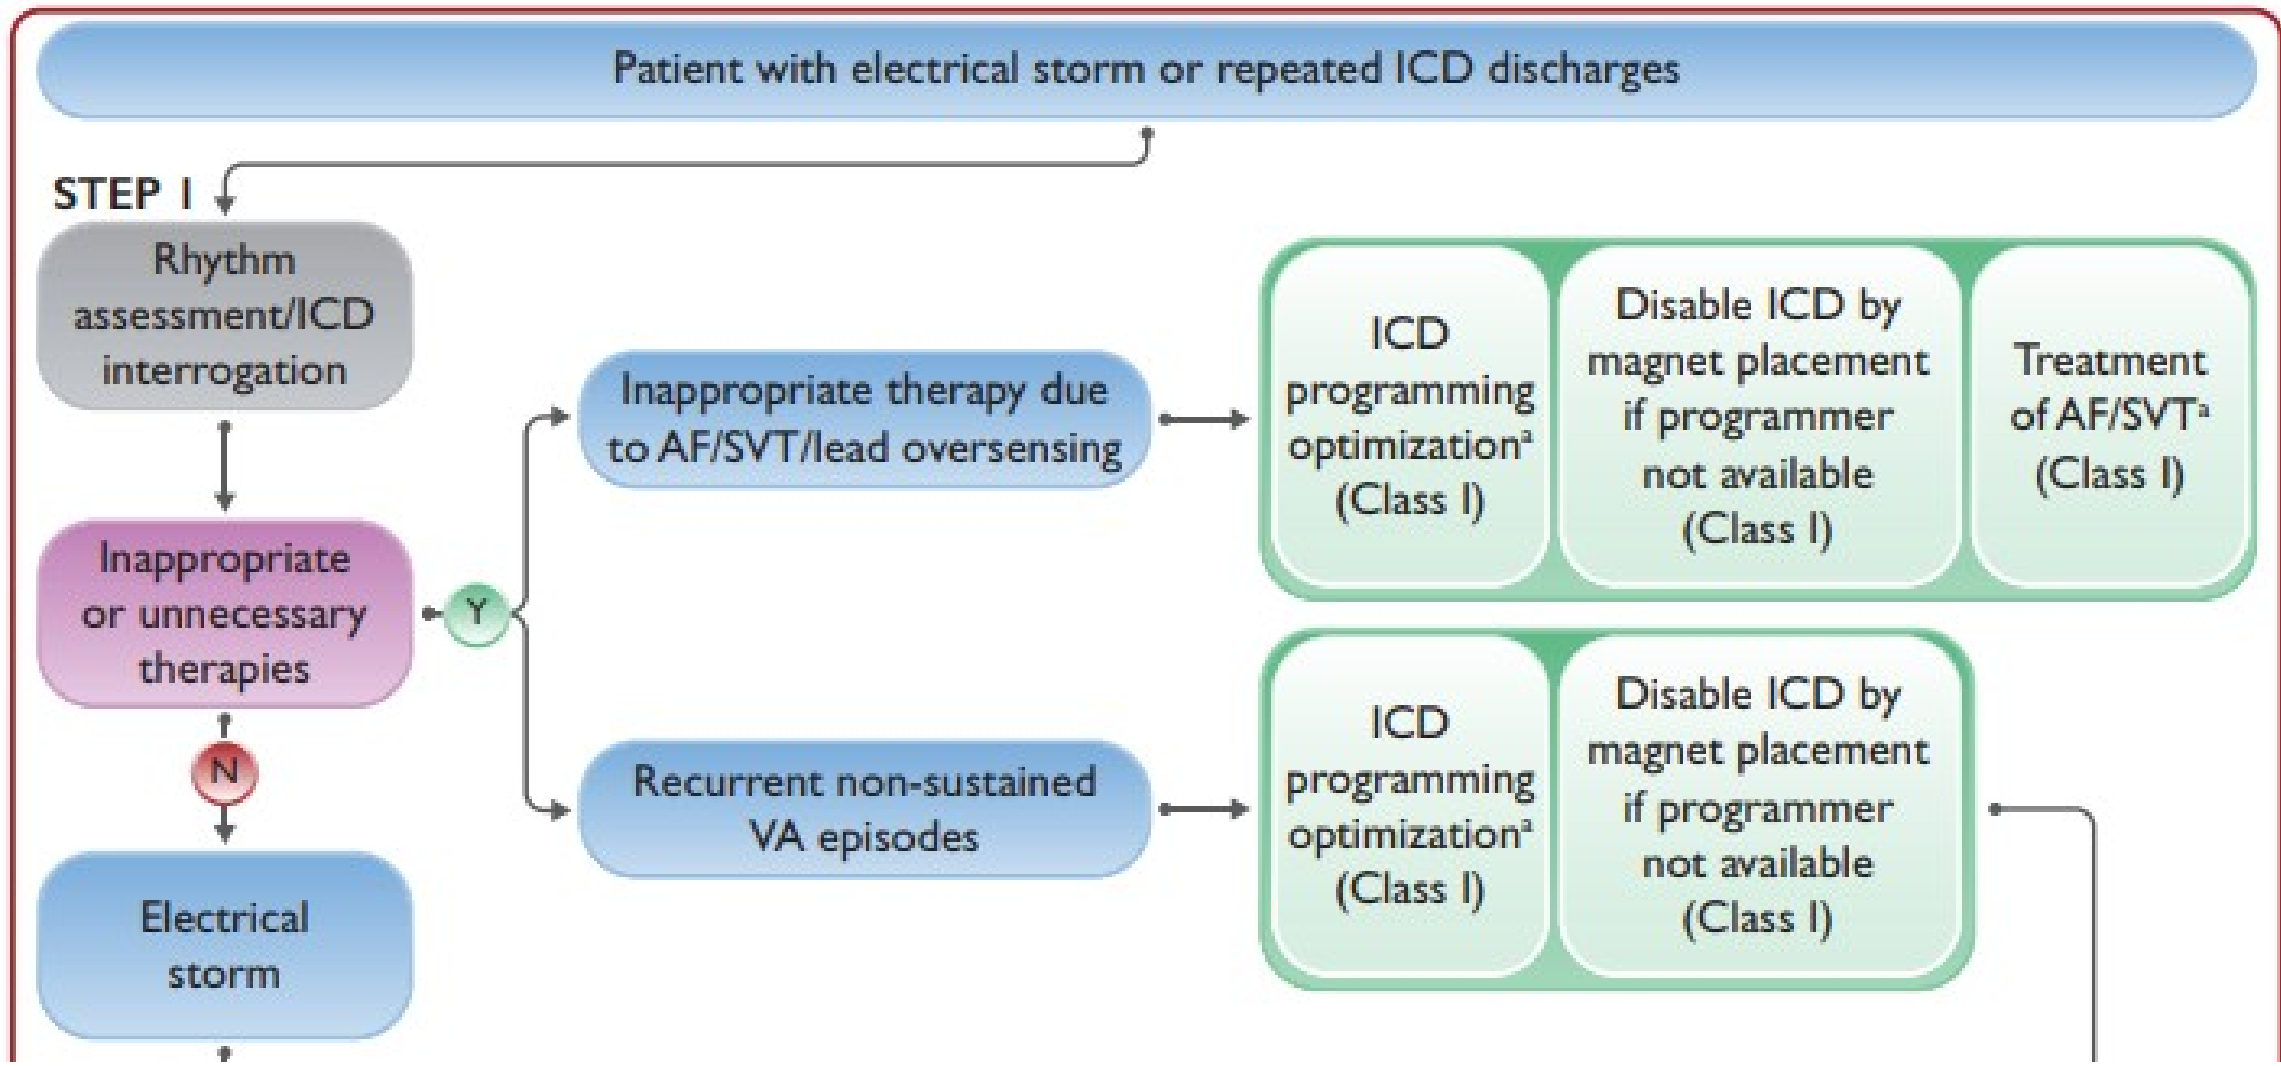 Patient with electrical storm or repeated ICD discharges
STEP 1
Rhythm
assessment/ICD
interrogation
Inappropriate
or unnecessary
therapies
Y
N
Electrical
storm
Inappropriate therapy due
to AF/SVT/lead oversensing
ICD
programming
optimizationᵃ
(Class I)
Disable ICD by
magnet placement
if programmer
not available
(Class I)
Treatment
of AF/SVTᵃ
(Class I)
Recurrent non-sustained
VA episodes
ICD
programming
optimizationᵃ
(Class I)
Disable ICD by
magnet placement
if programmer
not available
(Class I)